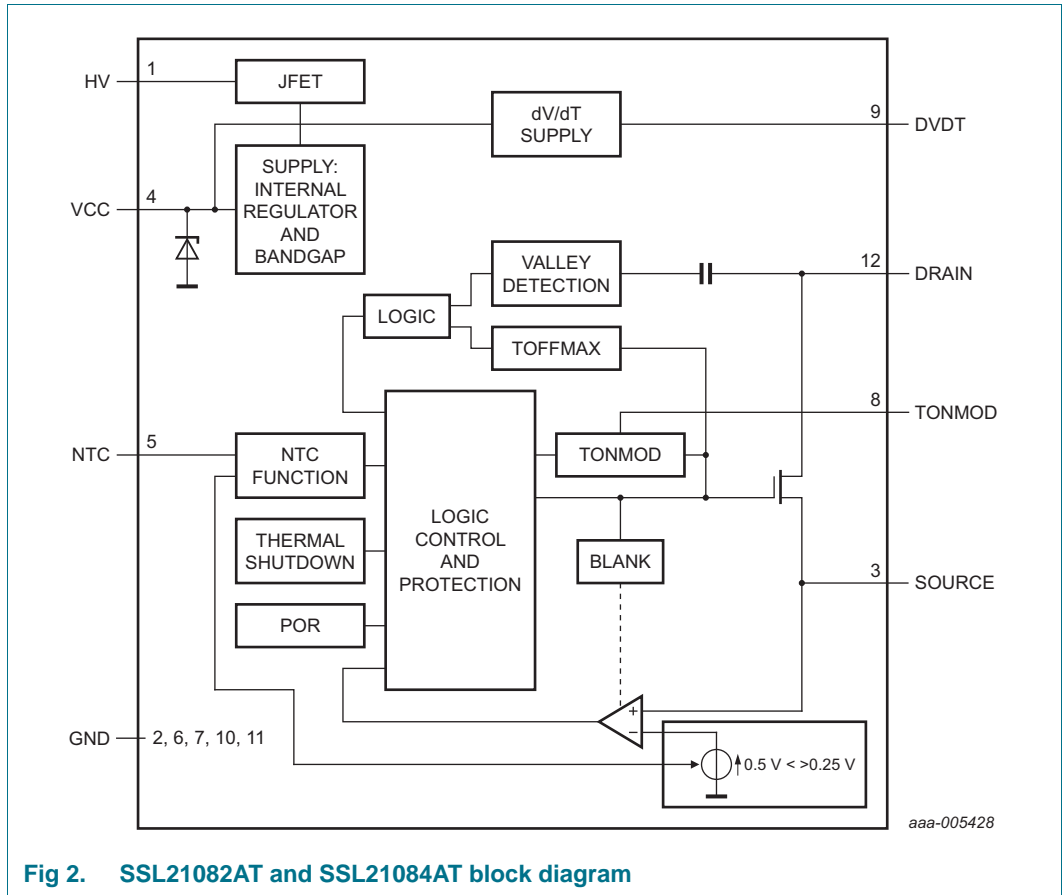 HV
1
JFET
dV/dT
SUPPLY
9
DVDT
SUPPLY:
INTERNAL
REGULATOR
AND
BANDGAP
VCC
4
VALLEY
DETECTION
12
DRAIN
LOGIC
TOFFMAX
8
TONMOD
NTC
5
NTC
FUNCTION
TONMOD
LOGIC
CONTROL
AND
PROTECTION
THERMAL
SHUTDOWN
BLANK
3
SOURCE
POR
+
−
GND
2, 6, 7, 10, 11
0.5 V < >0.25 V
aaa-005428
Fig 2. SSL21082AT and SSL21084AT block diagram